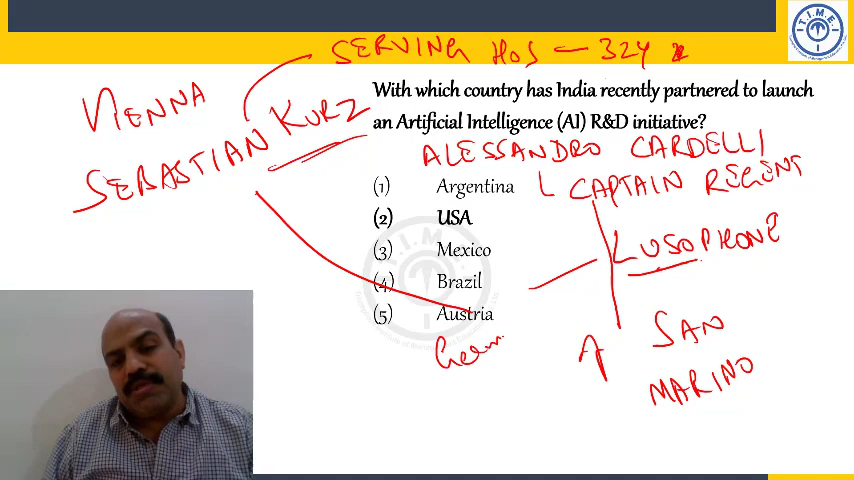 SERVING HOS - 324
T.I.M.E.
VIENNA
SEBASTIAN KURZ
With which country has India recently partnered to launch
an Artificial Intelligence (AI) R&D initiative?
ALESSANDRO CARDELLI
CAPTAIN REGENT
(1) Argentina
(2) USA
LUSOPHONE
(3) Mexico
(4) Brazil
(5) Austria
SAN
MARINO